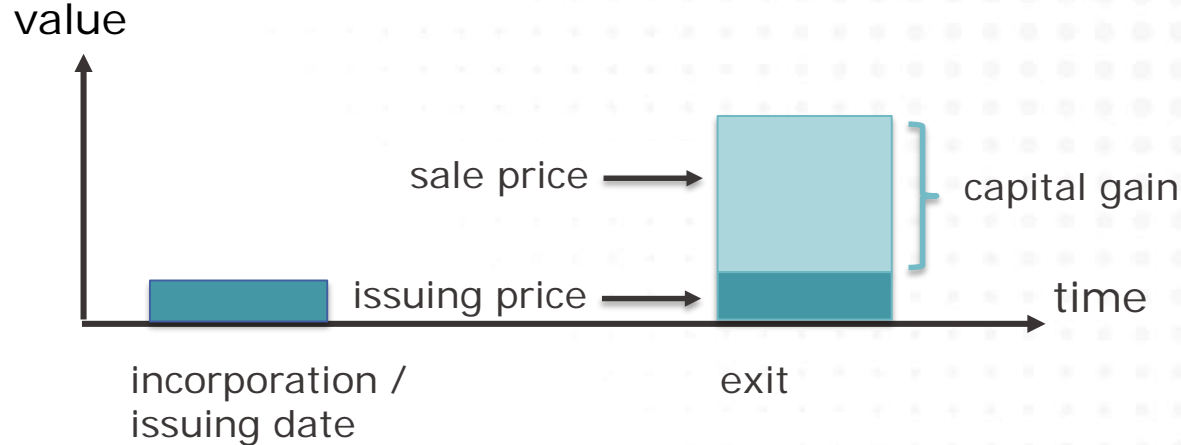 value
sale price
capital gain
issuing price
time
incorporation /
issuing date
exit